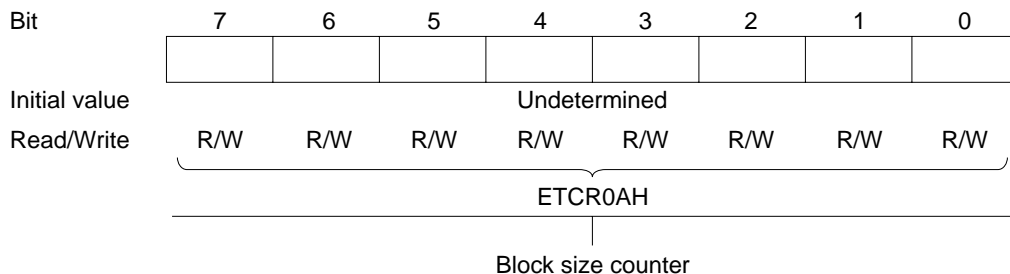 Bit 7 6 5 4 3 2 1 0
Initial value Undetermined
Read/Write R/W R/W R/W R/W R/W R/W R/W R/W
ETCR0AH
Block size counter